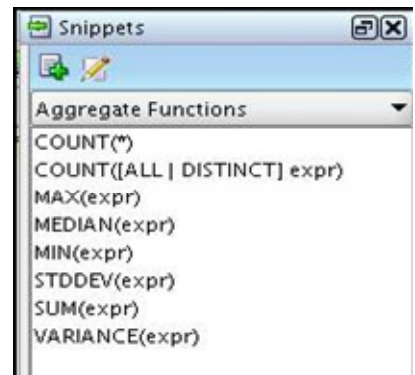 Snippets
Aggregate Functions
COUNT(*)
COUNT([ALL | DISTINCT] expr)
MAX(expr)
MEDIAN(expr)
MIN(expr)
STDDEV(expr)
SUM(expr)
VARIANCE(expr)